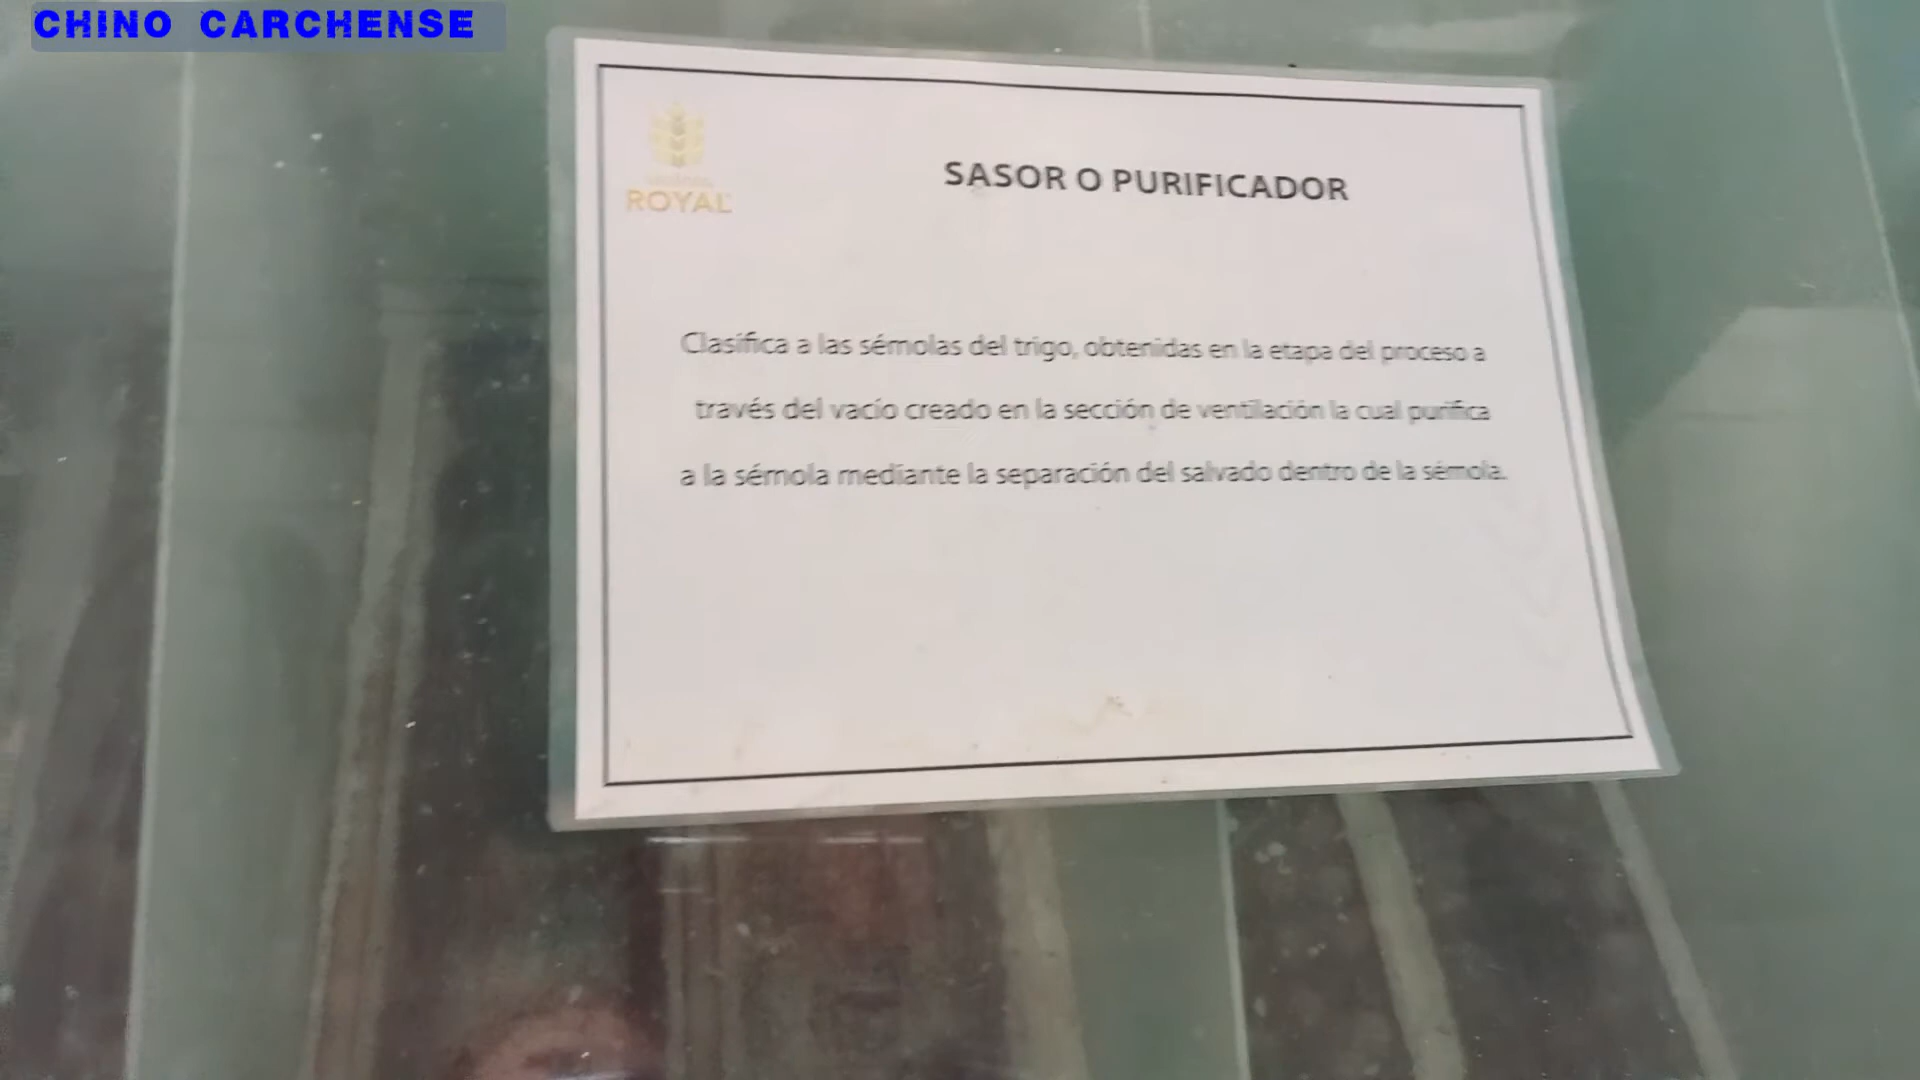 CHINO CARCHENSE
ROYAL
SASOR O PURIFICADOR
Clasifica a las sémolas del trigo, obtenidas en la etapa del proceso a
través del vacío creado en la sección de ventilación la cual purifica
a la sémola mediante la separación del salvado dentro de la sémola.